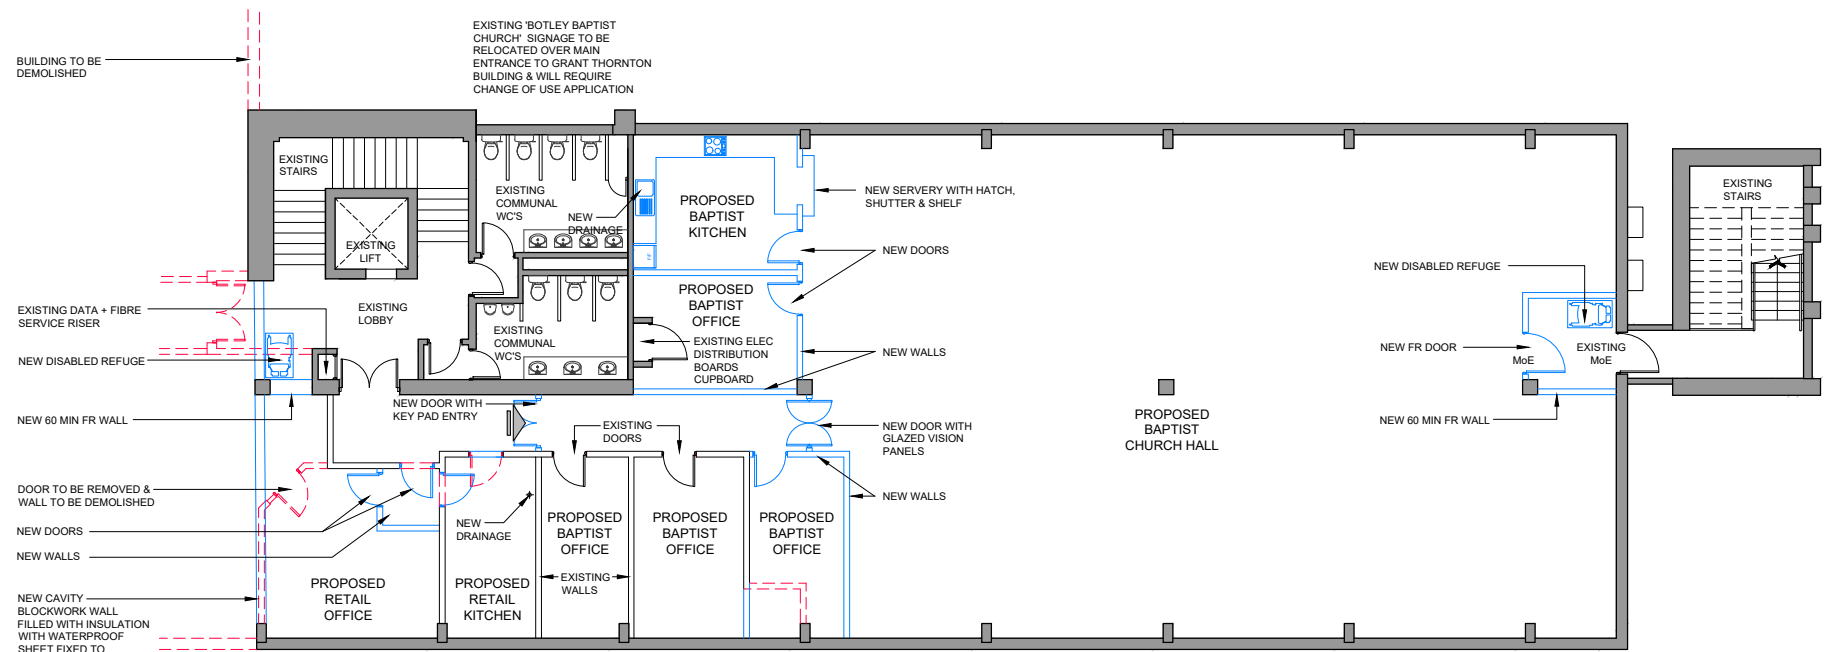 EXISTING 'BOTLEY BAPTIST
CHURCH' SIGNAGE TO BE
RELOCATED OVER MAIN
ENTRANCE TO GRANT THORNTON
BUILDING & WILL REQUIRE
CHANGE OF USE APPLICATION
BUILDING TO BE
DEMOLISHED
EXISTING
STAIRS
EXISTING
LIFT
EXISTING
COMMUNAL
WC'S
NEW
DRAINAGE
PROPOSED
BAPTIST
KITCHEN
NEW SERVERY WITH HATCH,
SHUTTER & SHELF
NEW DOORS
EXISTING
STAIRS
NEW DISABLED REFUGE
EXISTING DATA + FIBRE
SERVICE RISER
EXISTING
LOBBY
EXISTING
COMMUNAL
WC'S
PROPOSED
BAPTIST
OFFICE
EXISTING ELEC
DISTRIBUTION
BOARDS
CUPBOARD
NEW WALLS
NEW FR DOOR
MoE
EXISTING
MoE
NEW DISABLED REFUGE
NEW 60 MIN FR WALL
NEW DOOR WITH
KEY PAD ENTRY
EXISTING
DOORS
NEW DOOR WITH
GLAZED VISION
PANELS
PROPOSED
BAPTIST
CHURCH HALL
NEW 60 MIN FR WALL
DOOR TO BE REMOVED &
WALL TO BE DEMOLISHED
NEW WALLS
NEW DOORS
NEW WALLS
NEW
DRAINAGE
PROPOSED
BAPTIST
OFFICE
PROPOSED
BAPTIST
OFFICE
PROPOSED
BAPTIST
OFFICE
PROPOSED
RETAIL
OFFICE
PROPOSED
RETAIL
KITCHEN
EXISTING
WALLS
NEW CAVITY
BLOCKWORK WALL
FILLED WITH INSULATION
WITH WATERPROOF
SHEET FIXED TO